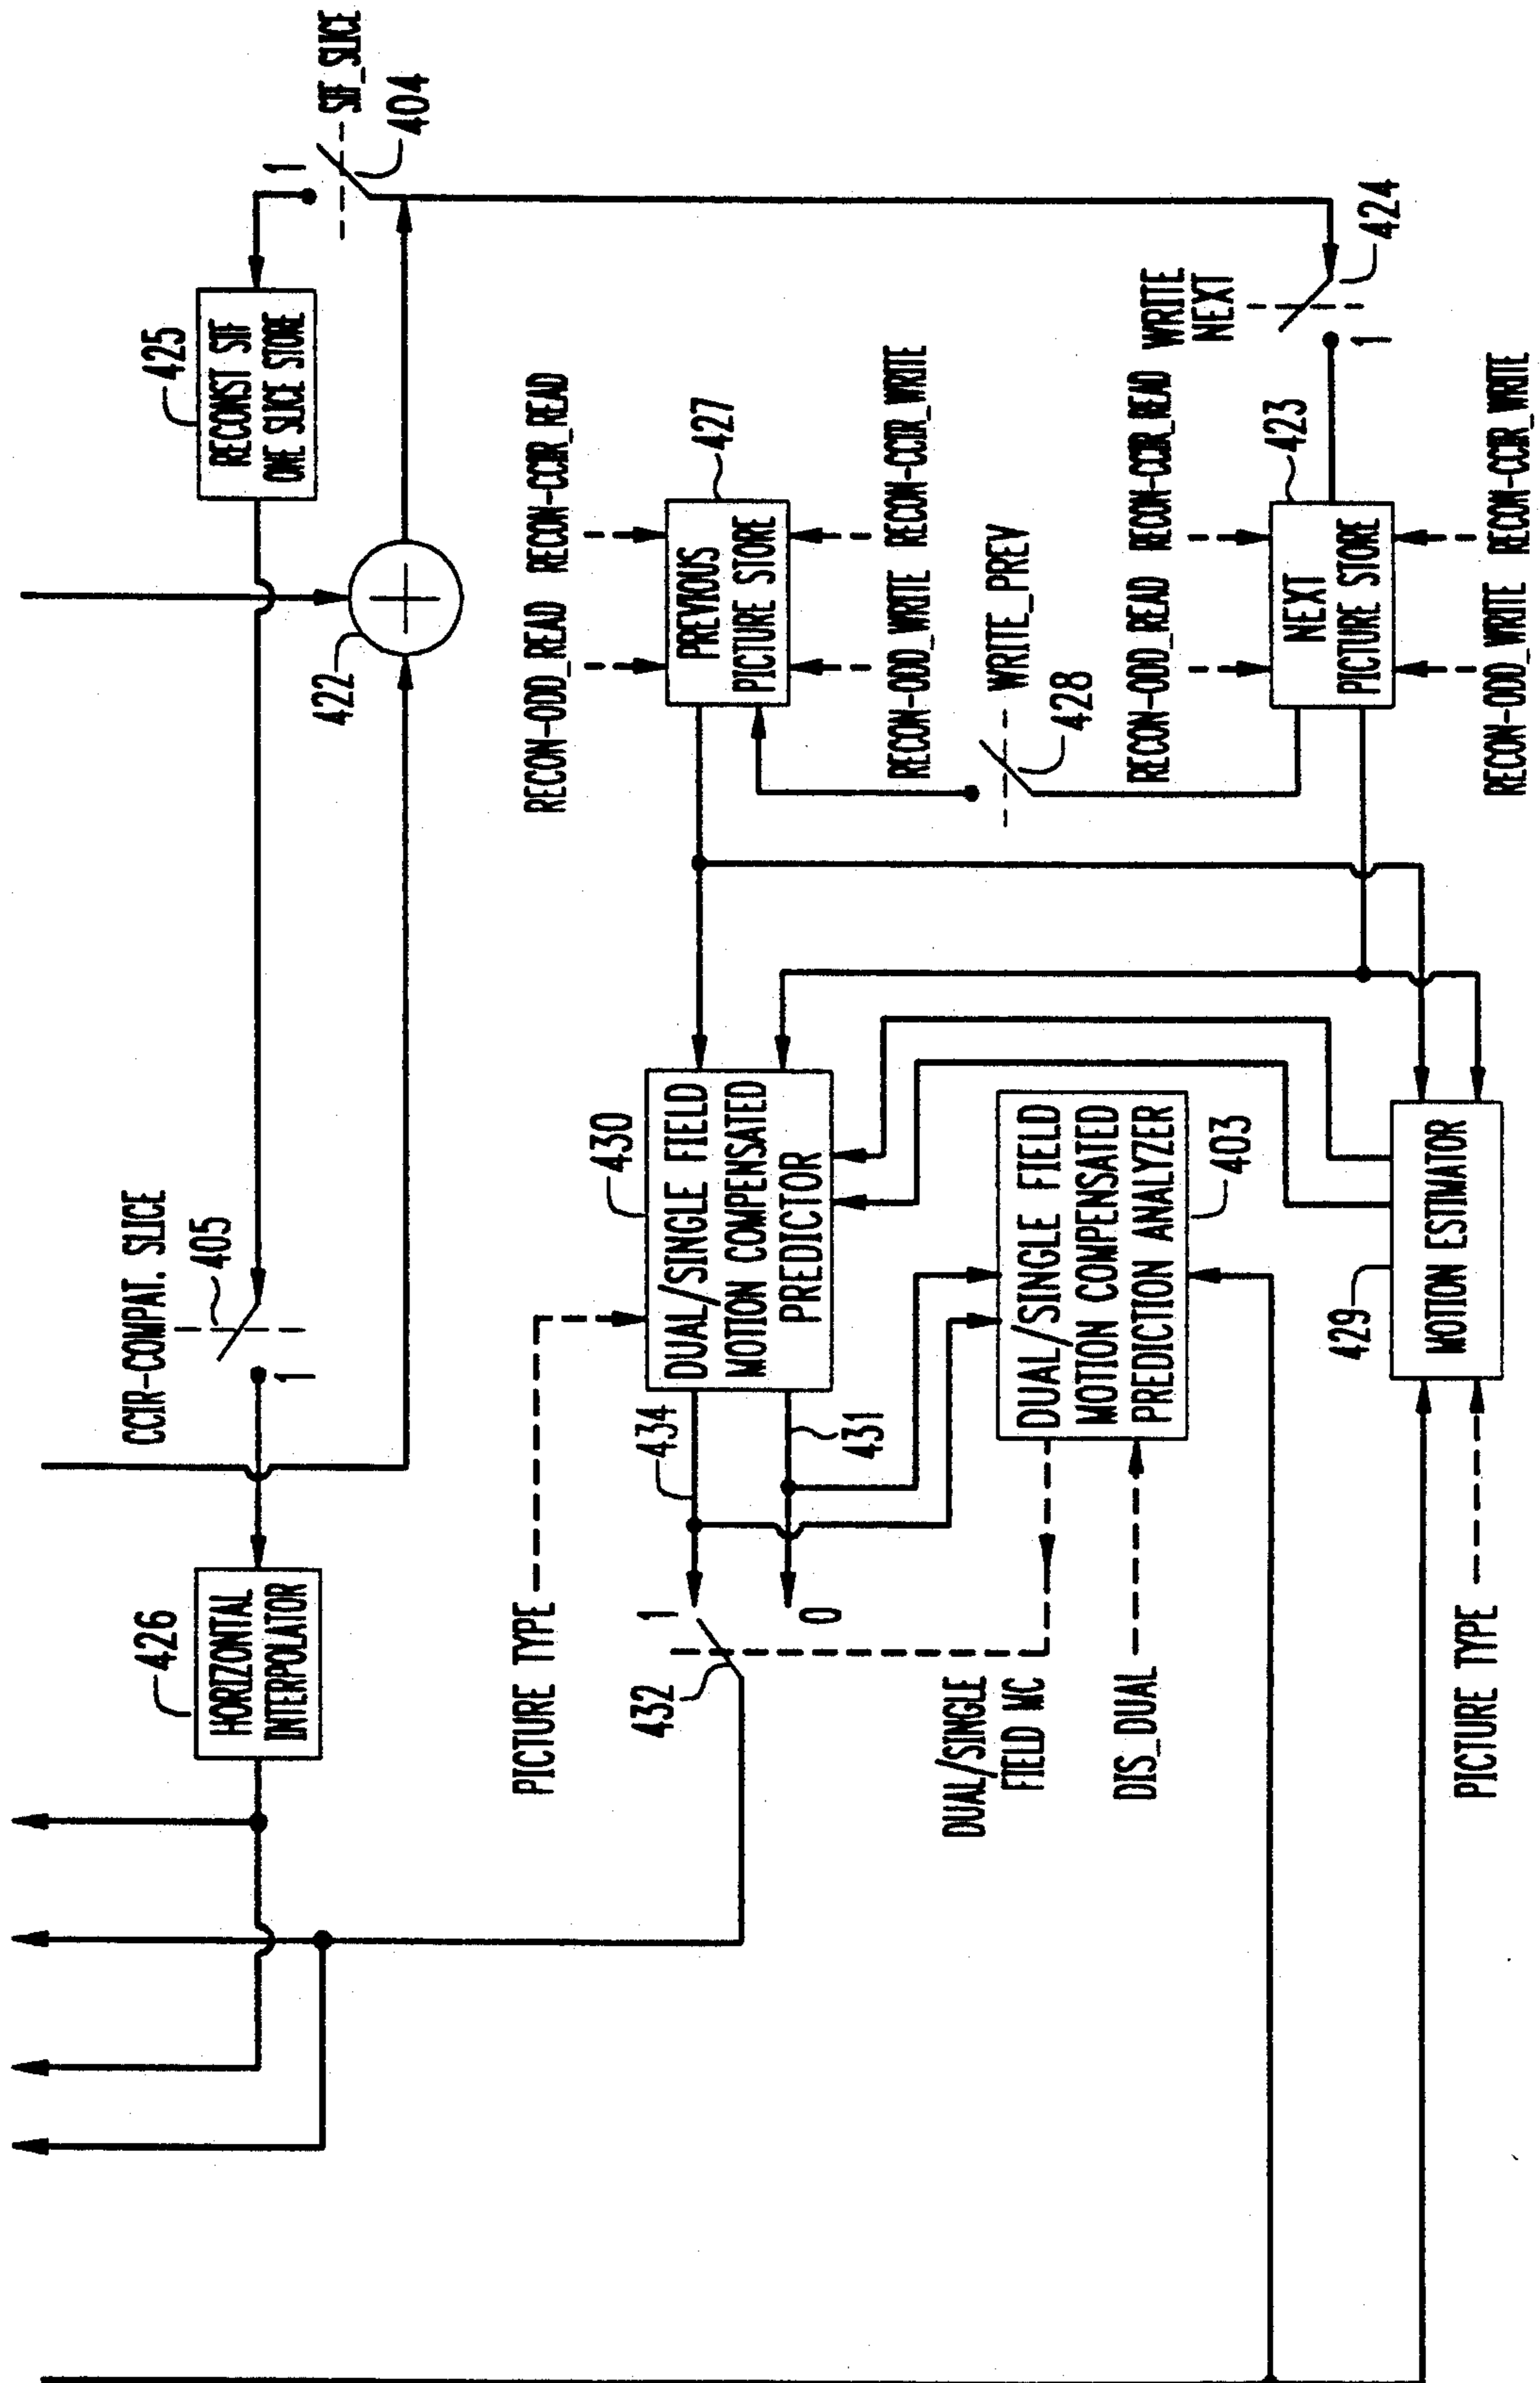 CCIR-COMPAT. SLICE
405
1
426
HORIZONTAL
INTERPOLATOR
425
RECONST SIF
ONE SLICE STORE
1
SIF_SLICE
404
422
PICTURE TYPE
1
432
0
434
431
430
DUAL/SINGLE FIELD
MOTION COMPENSATED
PREDICTOR
RECON-ODD_READ RECON-CCIR_READ
PREVIOUS
PICTURE STORE
427
RECON-ODD_WRITE RECON-CCIR_WRITE
WRITE_PREV
428
DUAL/SINGLE
FIELD MC
DIS_DUAL
DUAL/SINGLE FIELD
MOTION COMPENSATED
PREDICTION ANALYZER
403
RECON-ODD_READ RECON-CCIR_READ
WRITE
NEXT
424
1
423
NEXT
PICTURE STORE
RECON-ODD_WRITE RECON-CCIR_WRITE
429
MOTION ESTIMATOR
PICTURE TYPE